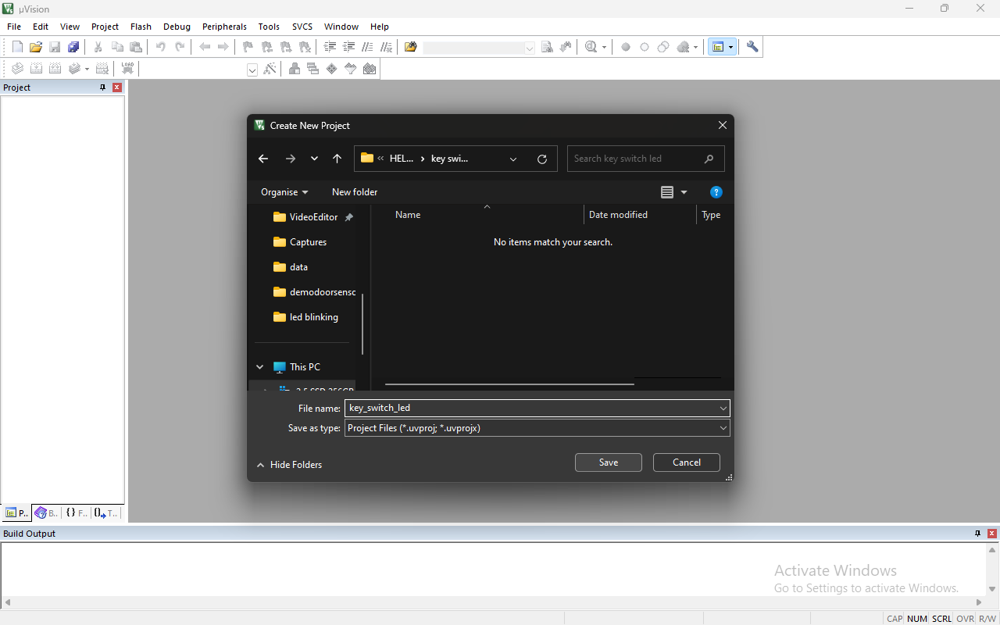 µVision
File Edit View Project Flash Debug Peripherals Tools SVCS Window Help
LOAD
Project
Create New Project
« HEL... › key swi...
Search key switch led
Organise New folder
Name Date modified Type
VideoEditor
No items match your search.
Captures
data
demodoorsensc
led blinking
This PC
File name: key_switch_led
Save as type: Project Files (*.uvproj; *.uvprojx)
Hide Folders Save Cancel
P.. B.. {} F.. T..
Build Output
Activate Windows
Go to Settings to activate Windows.
CAP NUM SCRL OVR R/W